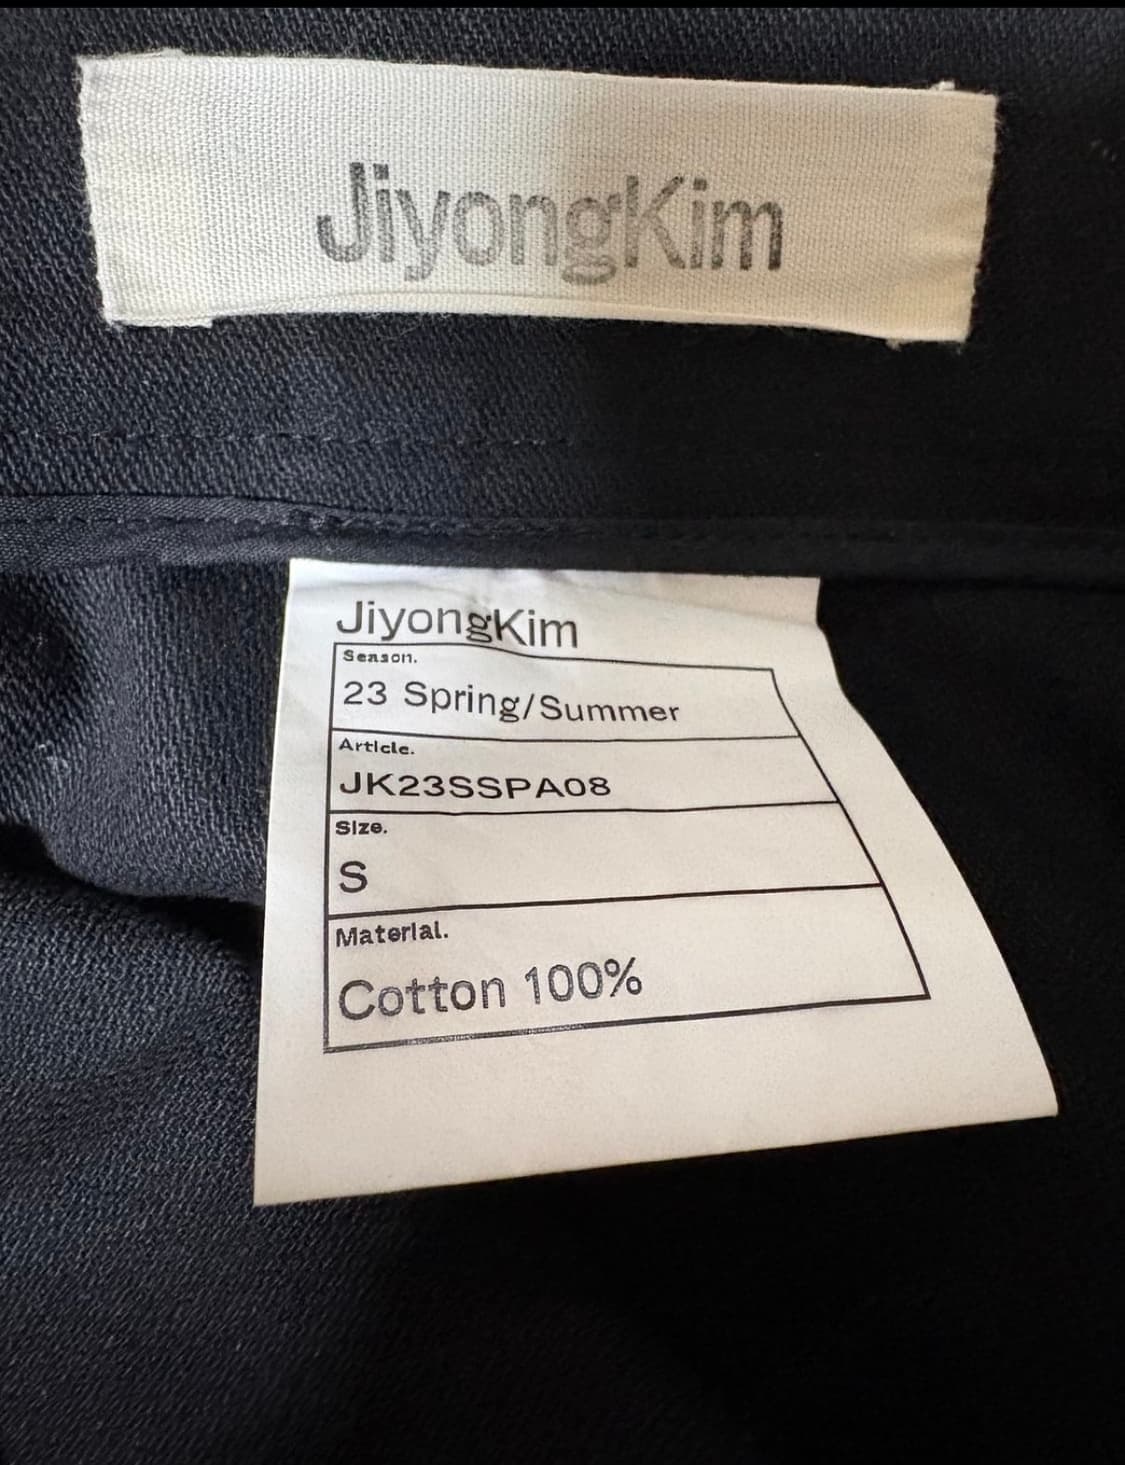 JiyongKim
JiyongKim
Season.
23 Spring/Summer
Article.
JK23SSPA08
Size.
S
Material.
Cotton 100%